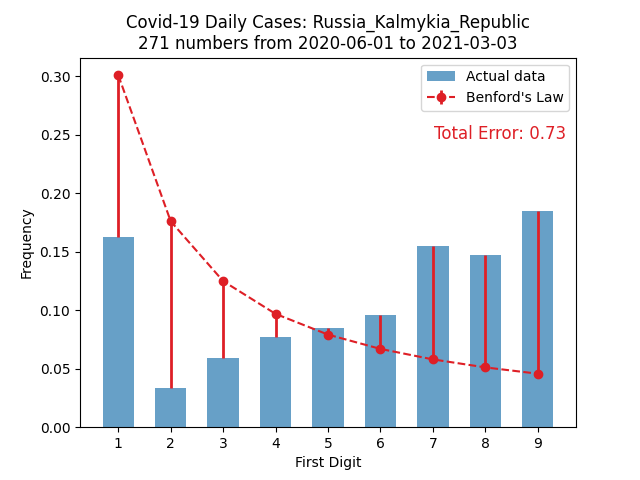 Covid-19 Daily Cases: Russia_Kalmykia_Republic
271 numbers from 2020-06-01 to 2021-03-03
Actual data
Benford's Law
Total Error: 0.73
0.30
0.25
0.20
0.15
0.10
0.05
0.00
Frequency
1 2 3 4 5 6 7 8 9
First Digit